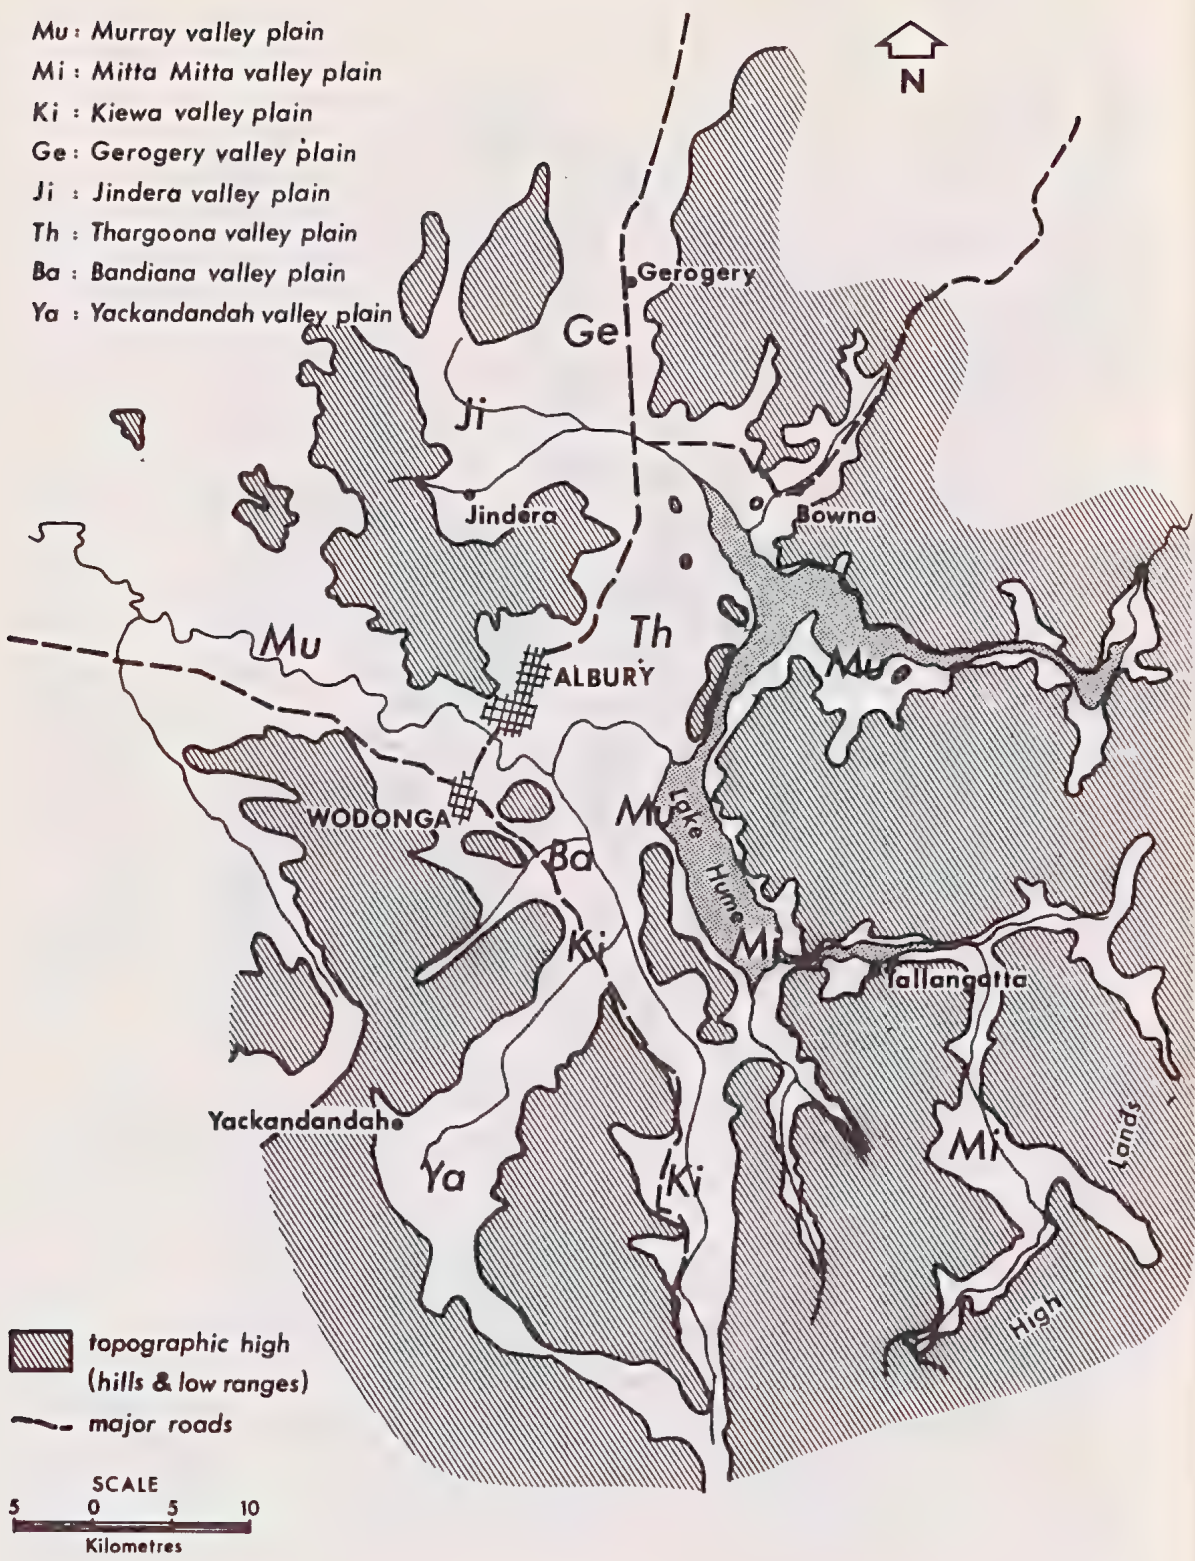 Mu : Murray valley plain
Mi : Mitta Mitta valley plain
Ki : Kiewa valley plain
Ge : Gerogery valley plain
Ji : Jindera valley plain
Th : Thargoona valley plain
Ba : Bandiana valley plain
Ya : Yackandandah valley plain
N
Gerogery
Ge
Ji
Jindera
Bowna
Mu
Th
Mu
ALBURY
WODONGA
Mu
Lake Hume
Ba
Ki
Mi
Tallangatta
Yackandandah
Ya
Ki
Mi
High Lands
topographic high
(hills & low ranges)
major roads
SCALE
5 0 5 10
Kilometres